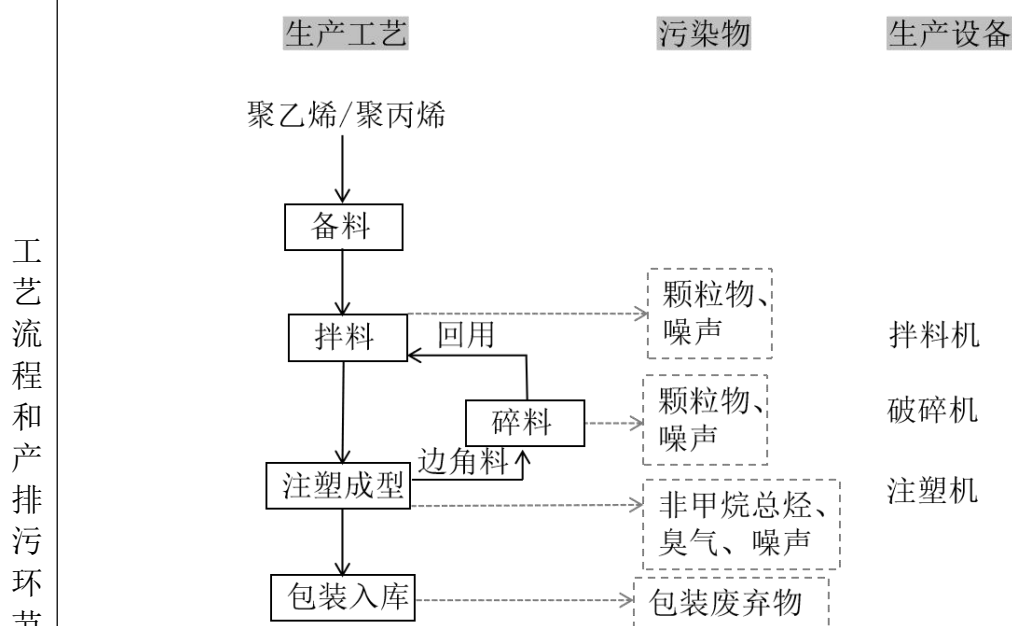 生产工艺 污染物 生产设备
聚乙烯/聚丙烯
备料
颗粒物、
噪声
拌料
回用
拌料机
颗粒物、
噪声
碎料
破碎机
边角料
注塑成型
非甲烷总烃、
臭气、噪声
注塑机
包装入库
包装废弃物
工
艺
流
程
和
产
排
污
环
节